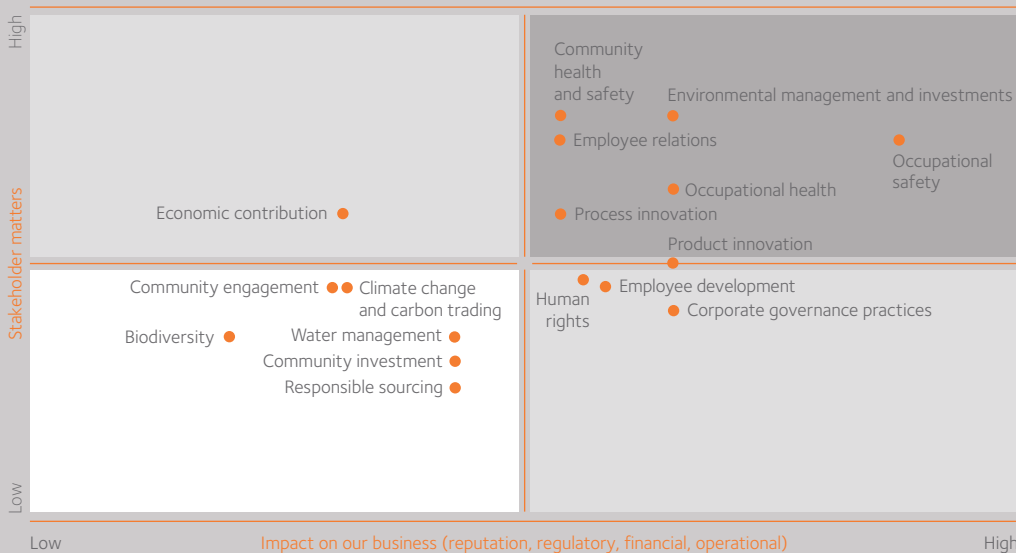 High
Stakeholder matters
Low
Community
health
and safety
Environmental management and investments
Employee relations
Occupational
safety
Occupational health
Economic contribution
Process innovation
Product innovation
Community engagement
Climate change
and carbon trading
Human
rights
Employee development
Corporate governance practices
Biodiversity
Water management
Community investment
Responsible sourcing
Low
Impact on our business (reputation, regulatory, financial, operational)
High